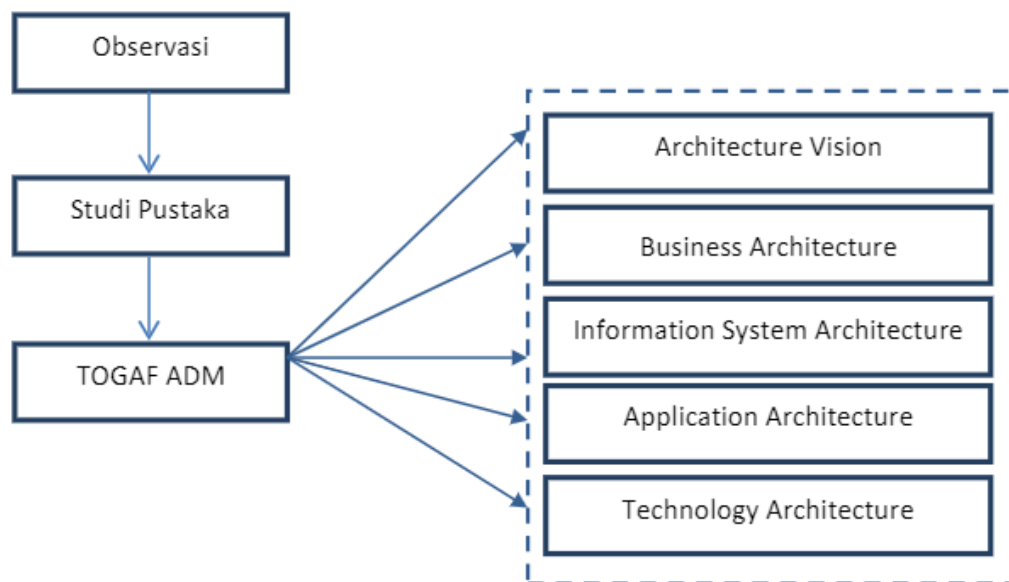 Observasi
Studi Pustaka
TOGAF ADM
Architecture Vision
Business Architecture
Information System Architecture
Application Architecture
Technology Architecture